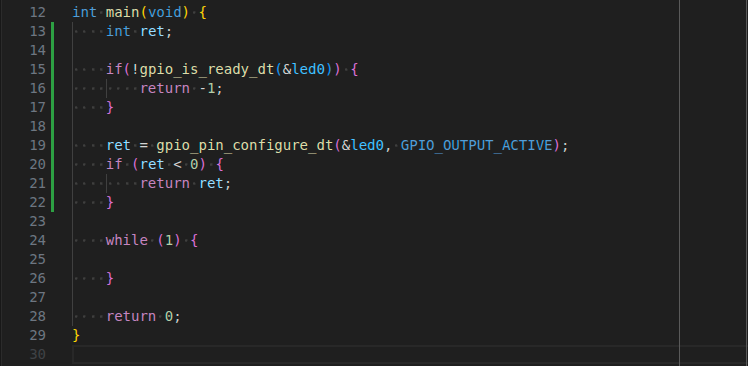 12 int main(void) {
13     int ret;
14
15     if(!gpio_is_ready_dt(&led0)) {
16         return -1;
17     }
18
19     ret = gpio_pin_configure_dt(&led0, GPIO_OUTPUT_ACTIVE);
20     if (ret < 0) {
21         return ret;
22     }
23
24     while (1) {
25
26     }
27
28     return 0;
29 }
30